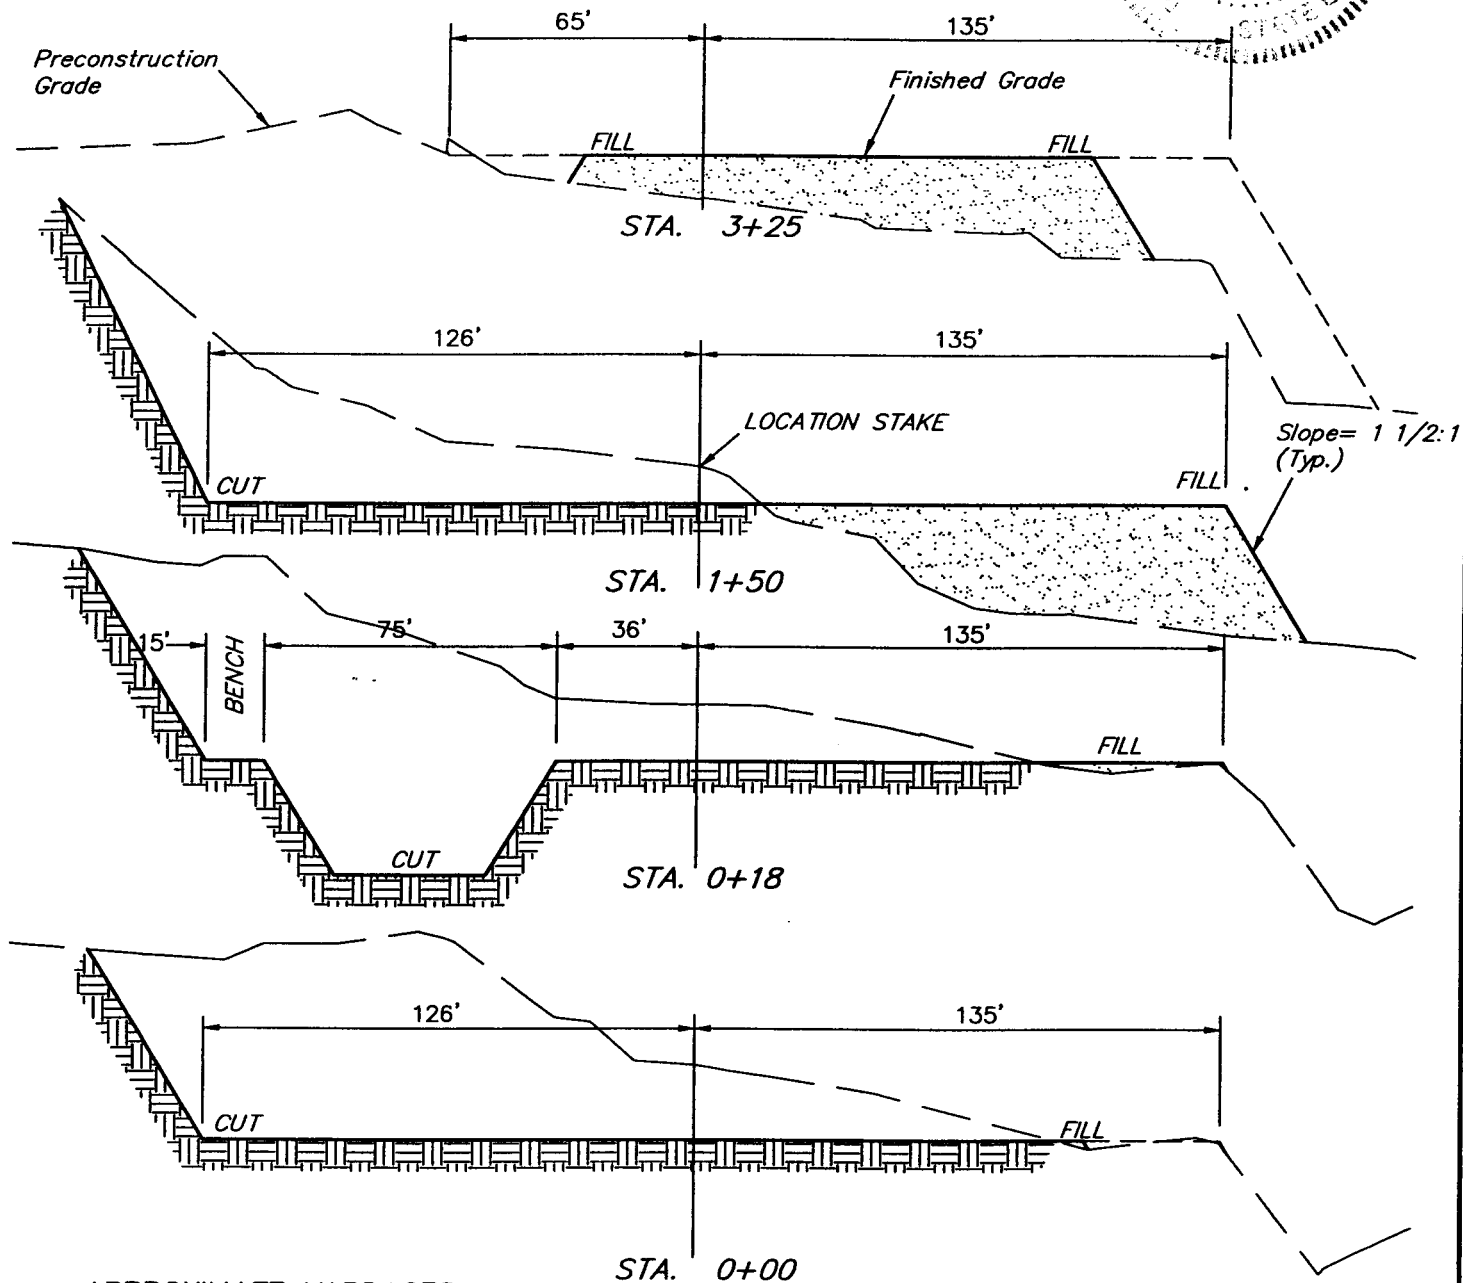 65'
135'
Preconstruction
Grade
Finished Grade
FILL
FILL
STA. 3+25
126'
135'
LOCATION STAKE
Slope= 1 1/2:1
(Typ.)
CUT
FILL
STA. 1+50
15'
BENCH
75'
36'
135'
FILL
CUT
STA. 0+18
126'
135'
CUT
FILL
STA. 0+00